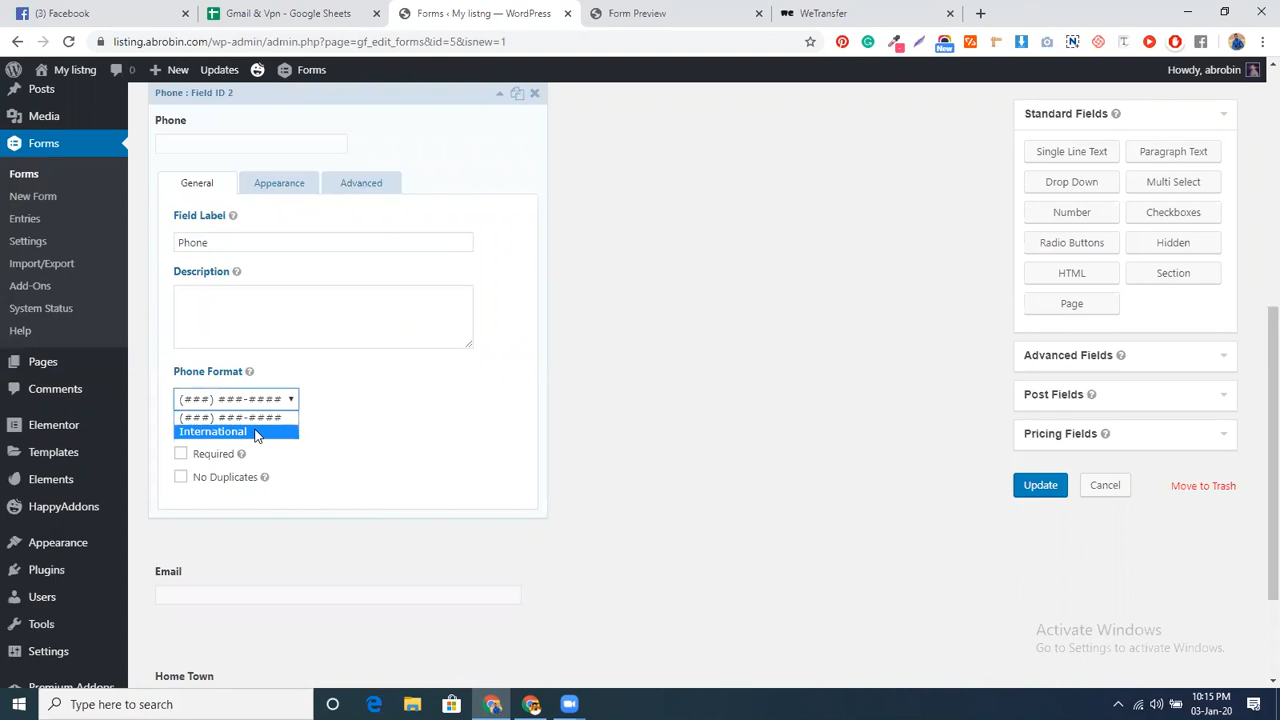 (3) Facebook
Gmail & Vpn - Google Sheets
Forms ‹ My listng — WordPress
Form Preview
WeTransfer
listing.abrobin.com/wp-admin/admin.php?page=gf_edit_forms&id=5&isnew=1
New
My listng
0
New
Updates
Forms
Howdy, abrobin
Posts
Media
Forms
Forms
New Form
Entries
Settings
Import/Export
Add-Ons
System Status
Help
Pages
Comments
Elementor
Templates
Elements
HappyAddons
Appearance
Plugins
Users
Tools
Settings
Premium Addons
Phone : Field ID 2
Phone
General
Appearance
Advanced
Field Label
Phone
Description
Phone Format
(###) ###-####
(###) ###-####
International
Required
No Duplicates
Email
Home Town
Standard Fields
Single Line Text
Paragraph Text
Drop Down
Multi Select
Number
Checkboxes
Radio Buttons
Hidden
HTML
Section
Page
Advanced Fields
Post Fields
Pricing Fields
Update
Cancel
Move to Trash
Activate Windows
Go to Settings to activate Windows.
Type here to search
10:15 PM
03-Jan-20